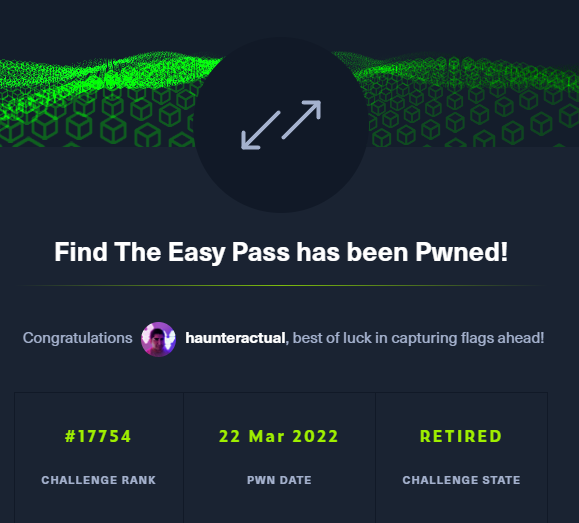 Find The Easy Pass has been Pwned!
Congratulations haunteractual, best of luck in capturing flags ahead!
#17754 22 Mar 2022 RETIRED
CHALLENGE RANK PWN DATE CHALLENGE STATE